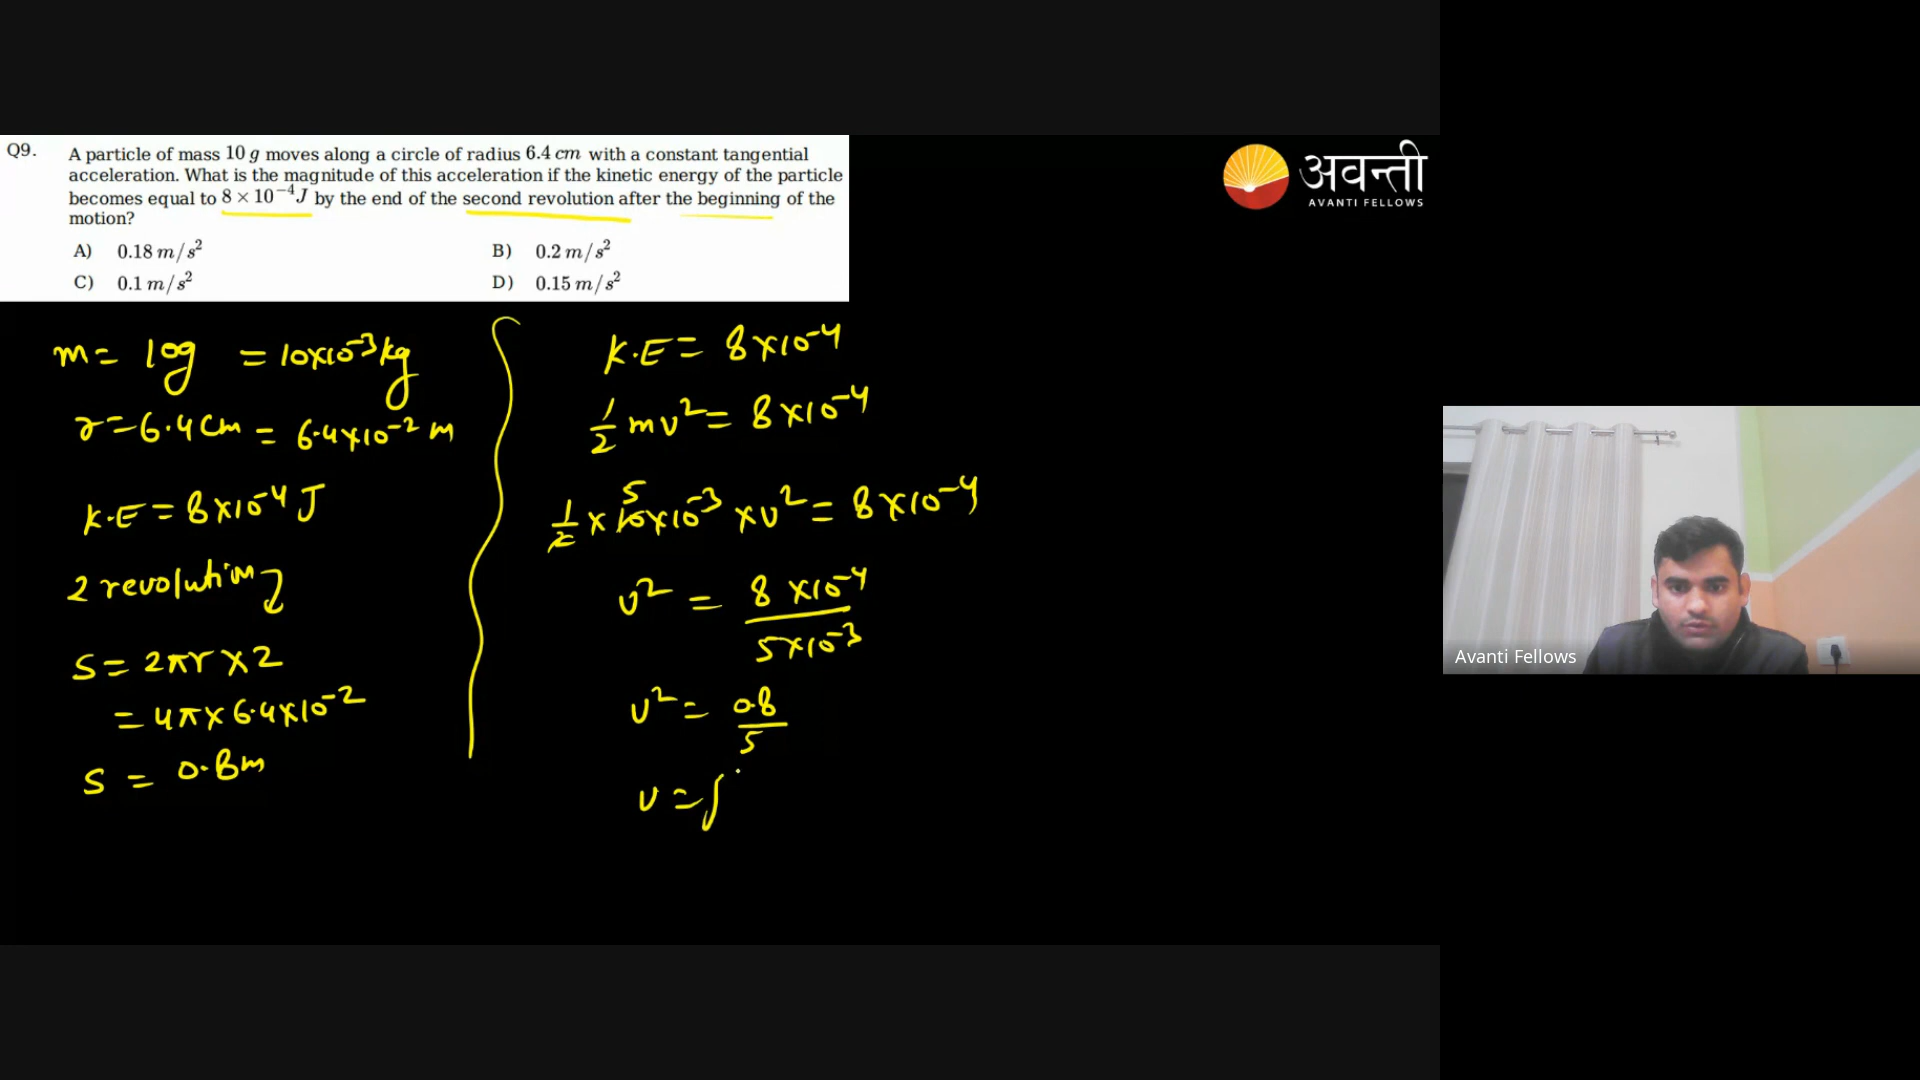 Q9. A particle of mass 10 g moves along a circle of radius 6.4 cm with a constant tangential
acceleration. What is the magnitude of this acceleration if the kinetic energy of the particle
becomes equal to 8 × 10⁻⁴ J by the end of the second revolution after the beginning of the
motion?
A) 0.18 m/s² B) 0.2 m/s²
C) 0.1 m/s² D) 0.15 m/s²
अवन्ती
AVANTI FELLOWS
m = 10g = 10×10⁻³ kg
r = 6.4 cm = 6.4×10⁻² m
K.E = 8×10⁻⁴ J
2 revolution
S = 2πr × 2
= 4π × 6.4×10⁻²
S = 0.8m
K.E = 8×10⁻⁴
1/2 mv² = 8×10⁻⁴
1/2 × 10×10⁻³ × v² = 8×10⁻⁴
5
v² = 8×10⁻⁴ / 5×10⁻³
v² = 0.8/5
v = √
Avanti Fellows